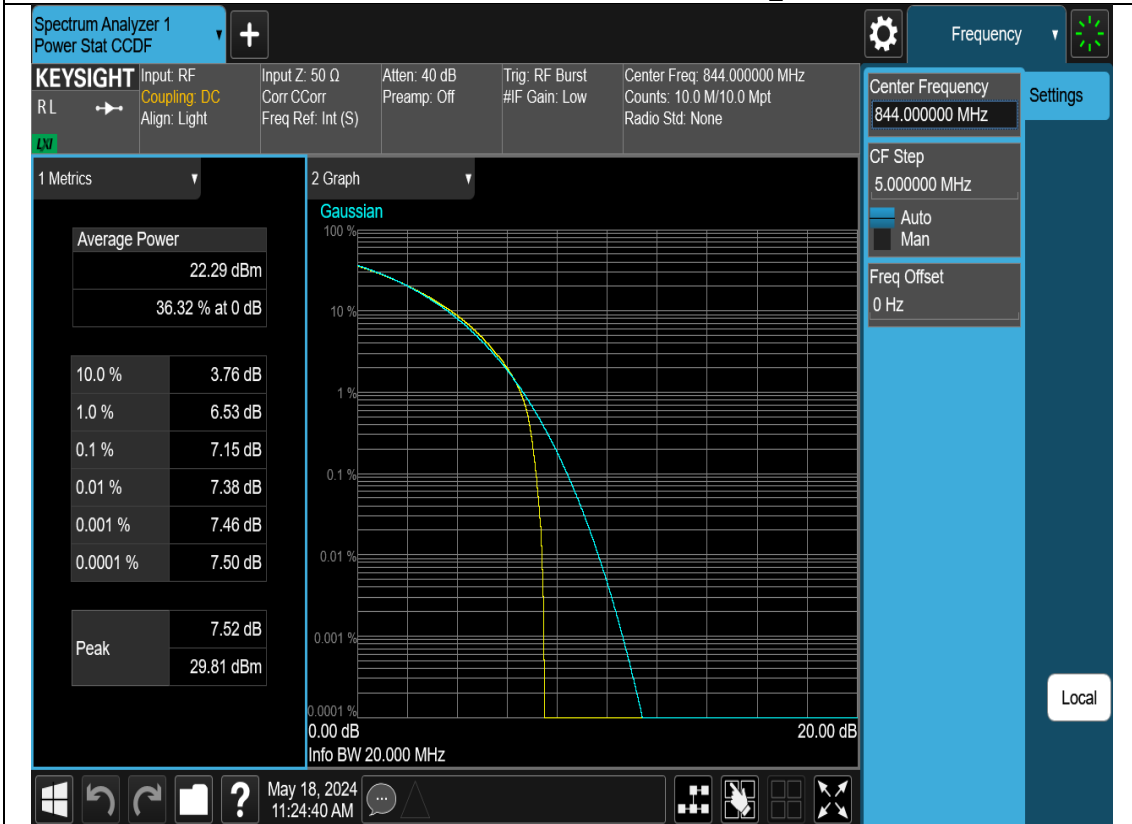 Spectrum Analyzer 1
Power Stat CCDF
Frequency
KEYSIGHT
RL
LXI
Input: RF
Coupling: DC
Align: Light
Input Z: 50 Ω
Corr CCorr
Freq Ref: Int (S)
Atten: 40 dB
Preamp: Off
Trig: RF Burst
#IF Gain: Low
Center Freq: 844.000000 MHz
Counts: 10.0 M/10.0 Mpt
Radio Std: None
Center Frequency
844.000000 MHz
Settings
CF Step
5.000000 MHz
Auto
Man
Freq Offset
0 Hz
Local
1 Metrics
Average Power
22.29 dBm
36.32 % at 0 dB
10.0 % 3.76 dB
1.0 % 6.53 dB
0.1 % 7.15 dB
0.01 % 7.38 dB
0.001 % 7.46 dB
0.0001 % 7.50 dB
Peak 7.52 dB
29.81 dBm
2 Graph
Gaussian
100 %
10 %
1 %
0.1 %
0.01 %
0.001 %
0.0001 %
0.00 dB 20.00 dB
Info BW 20.000 MHz
?
May 18, 2024
11:24:40 AM